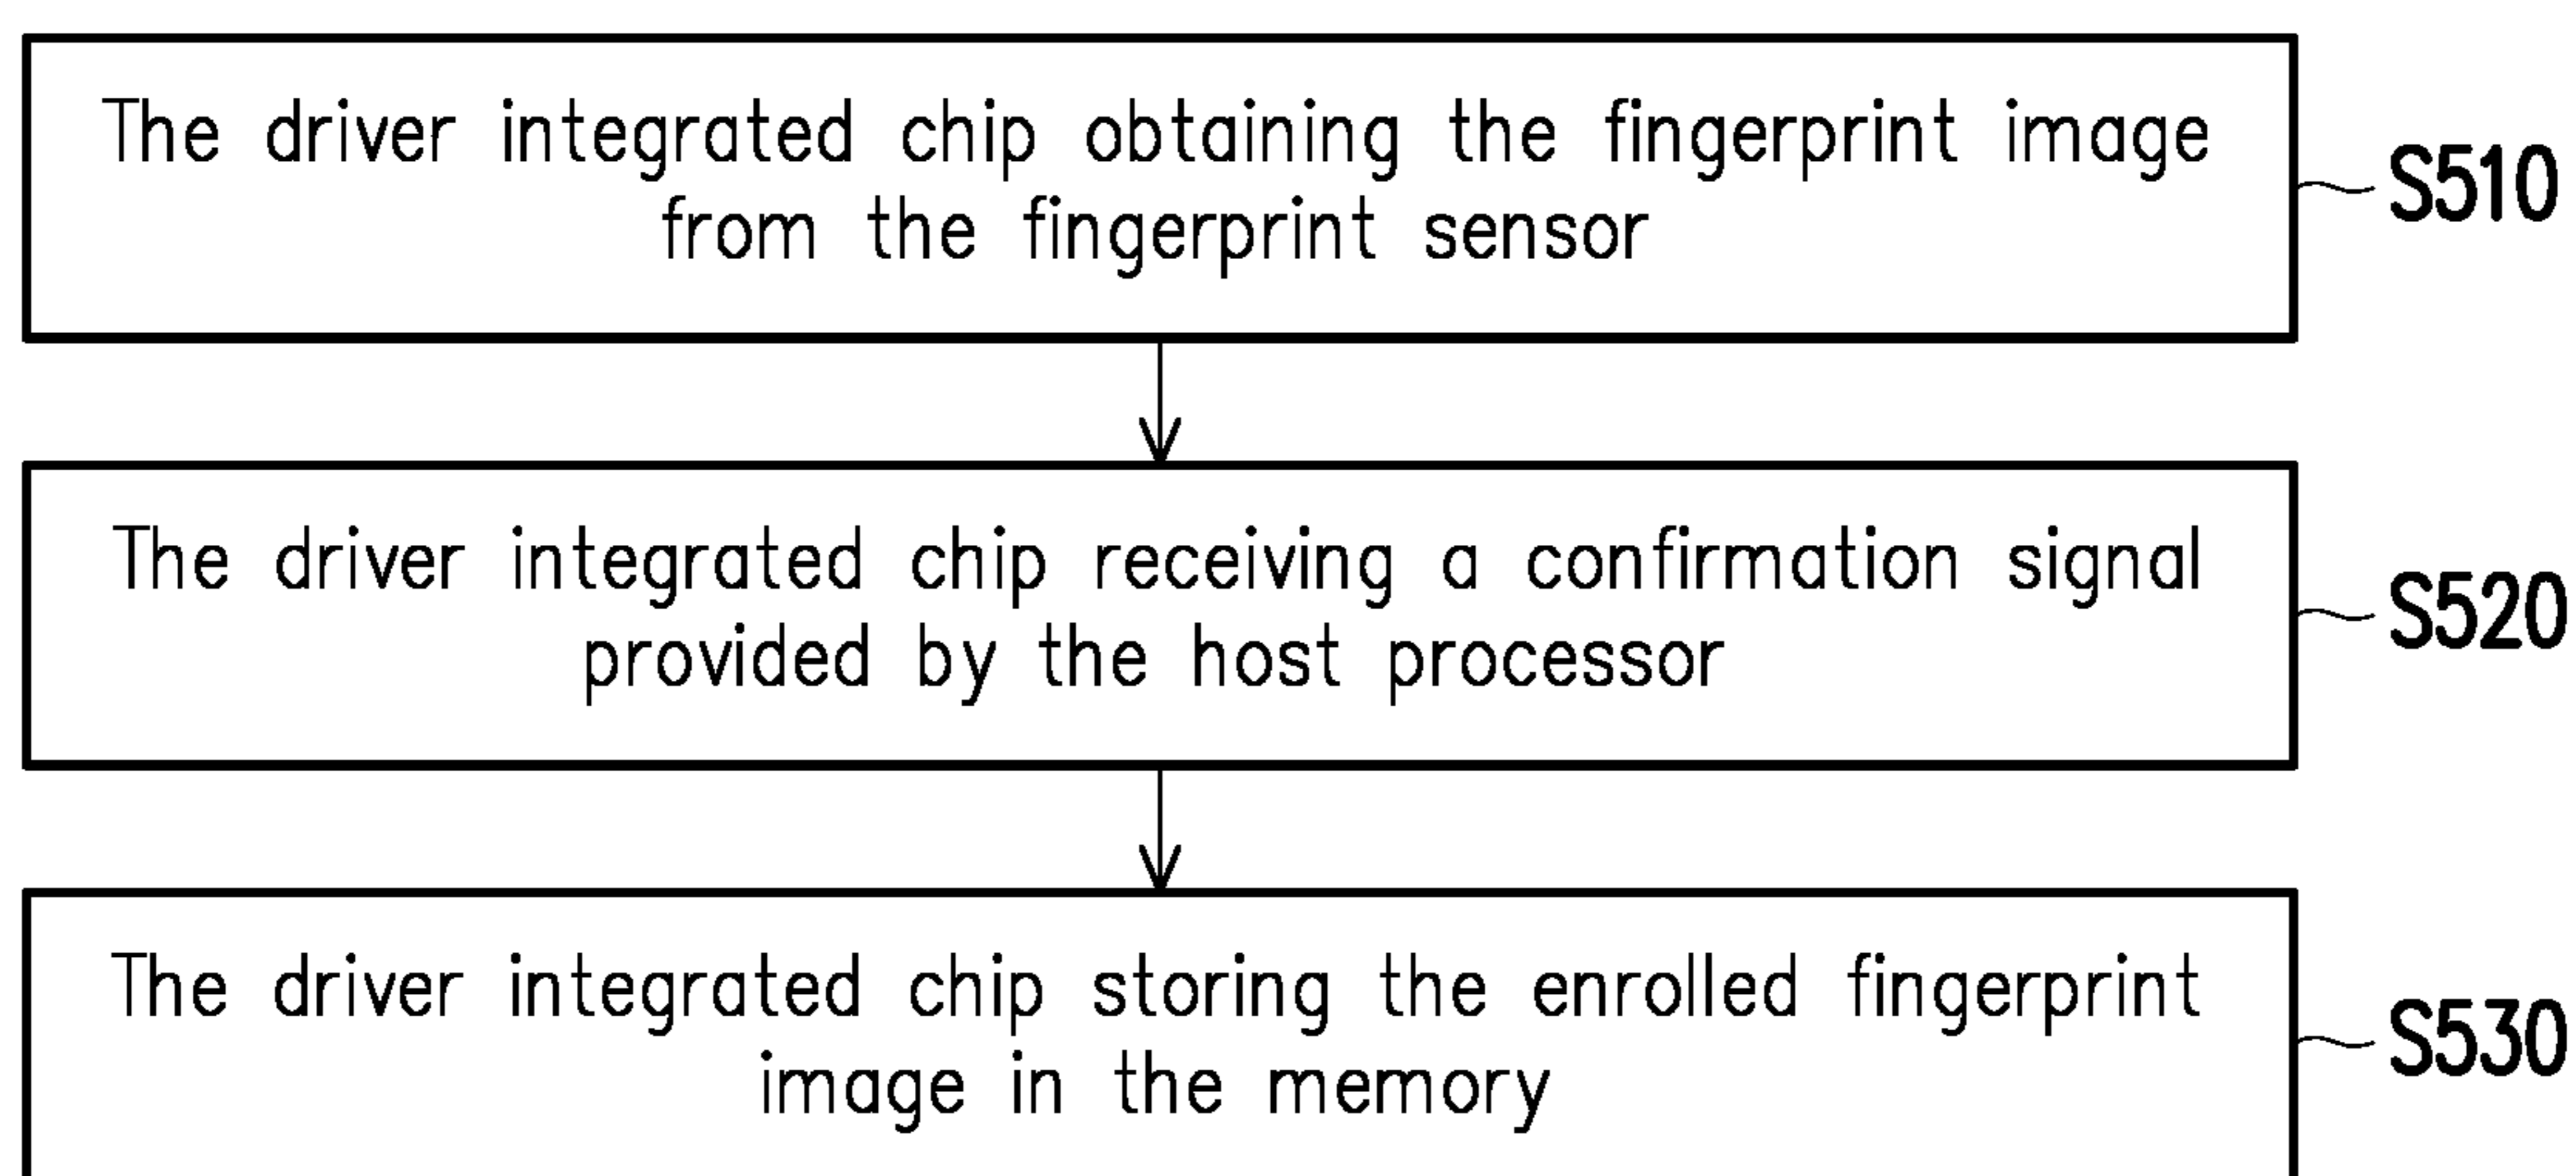 The driver integrated chip obtaining the fingerprint image
from the fingerprint sensor
S510
The driver integrated chip receiving a confirmation signal
provided by the host processor
S520
The driver integrated chip storing the enrolled fingerprint
image in the memory
S530